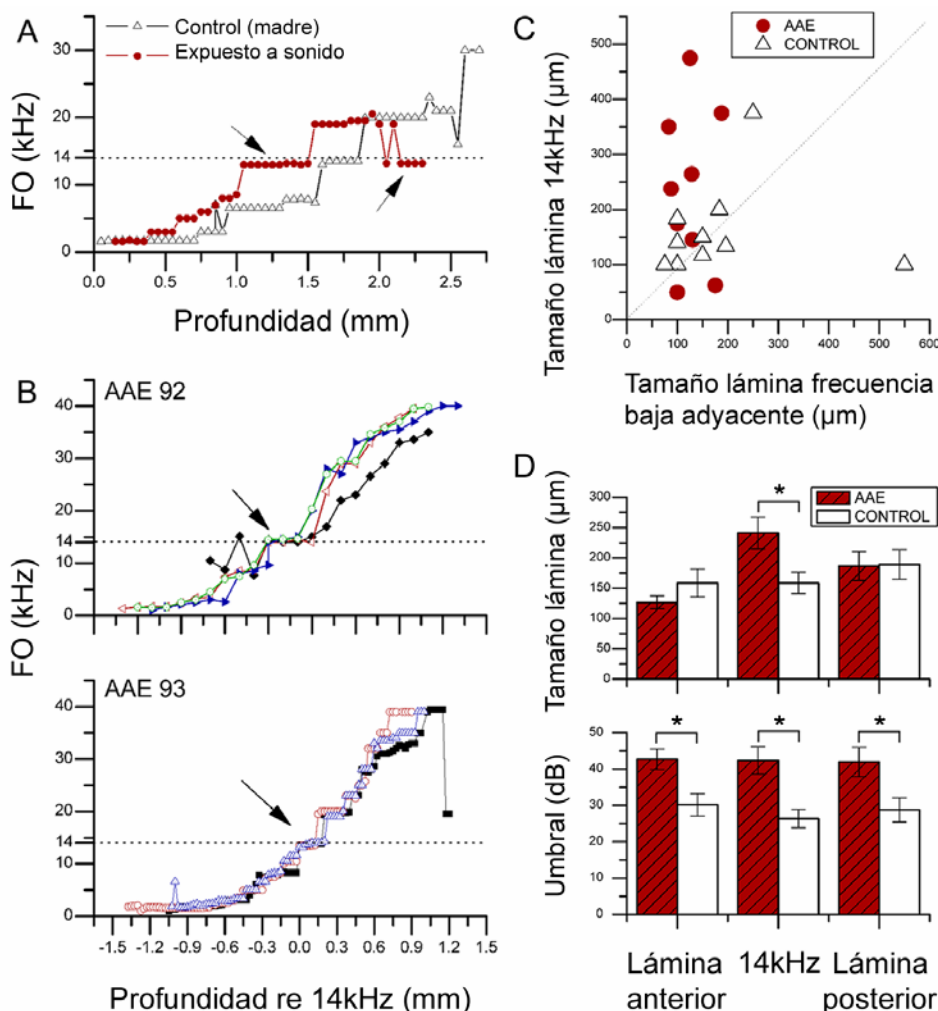 A
Control (madre)
Expuesto a sonido
FO (kHz)
30
20
14
10
0
0.0 0.5 1.0 1.5 2.0 2.5
Profundidad (mm)
B
AAE 92
40
30
20
14
10
0
AAE 93
40
30
20
14
10
0
FO (kHz)
-1.5 -1.2 -0.9 -0.6 -0.3 0.0 0.3 0.6 0.9 1.2 1.5
Profundidad re 14kHz (mm)
C
AAE
CONTROL
Tamaño lámina 14kHz (μm)
500
400
300
200
100
0
0 100 200 300 400 500 600
Tamaño lámina frecuencia
baja adyacente (μm)
D
AAE
CONTROL
Tamaño lámina (μm)
300
250
200
150
100
50
0
*
Umbral (dB)
50
40
30
20
10
0
* * *
Lámina
anterior
14kHz
Lámina
posterior